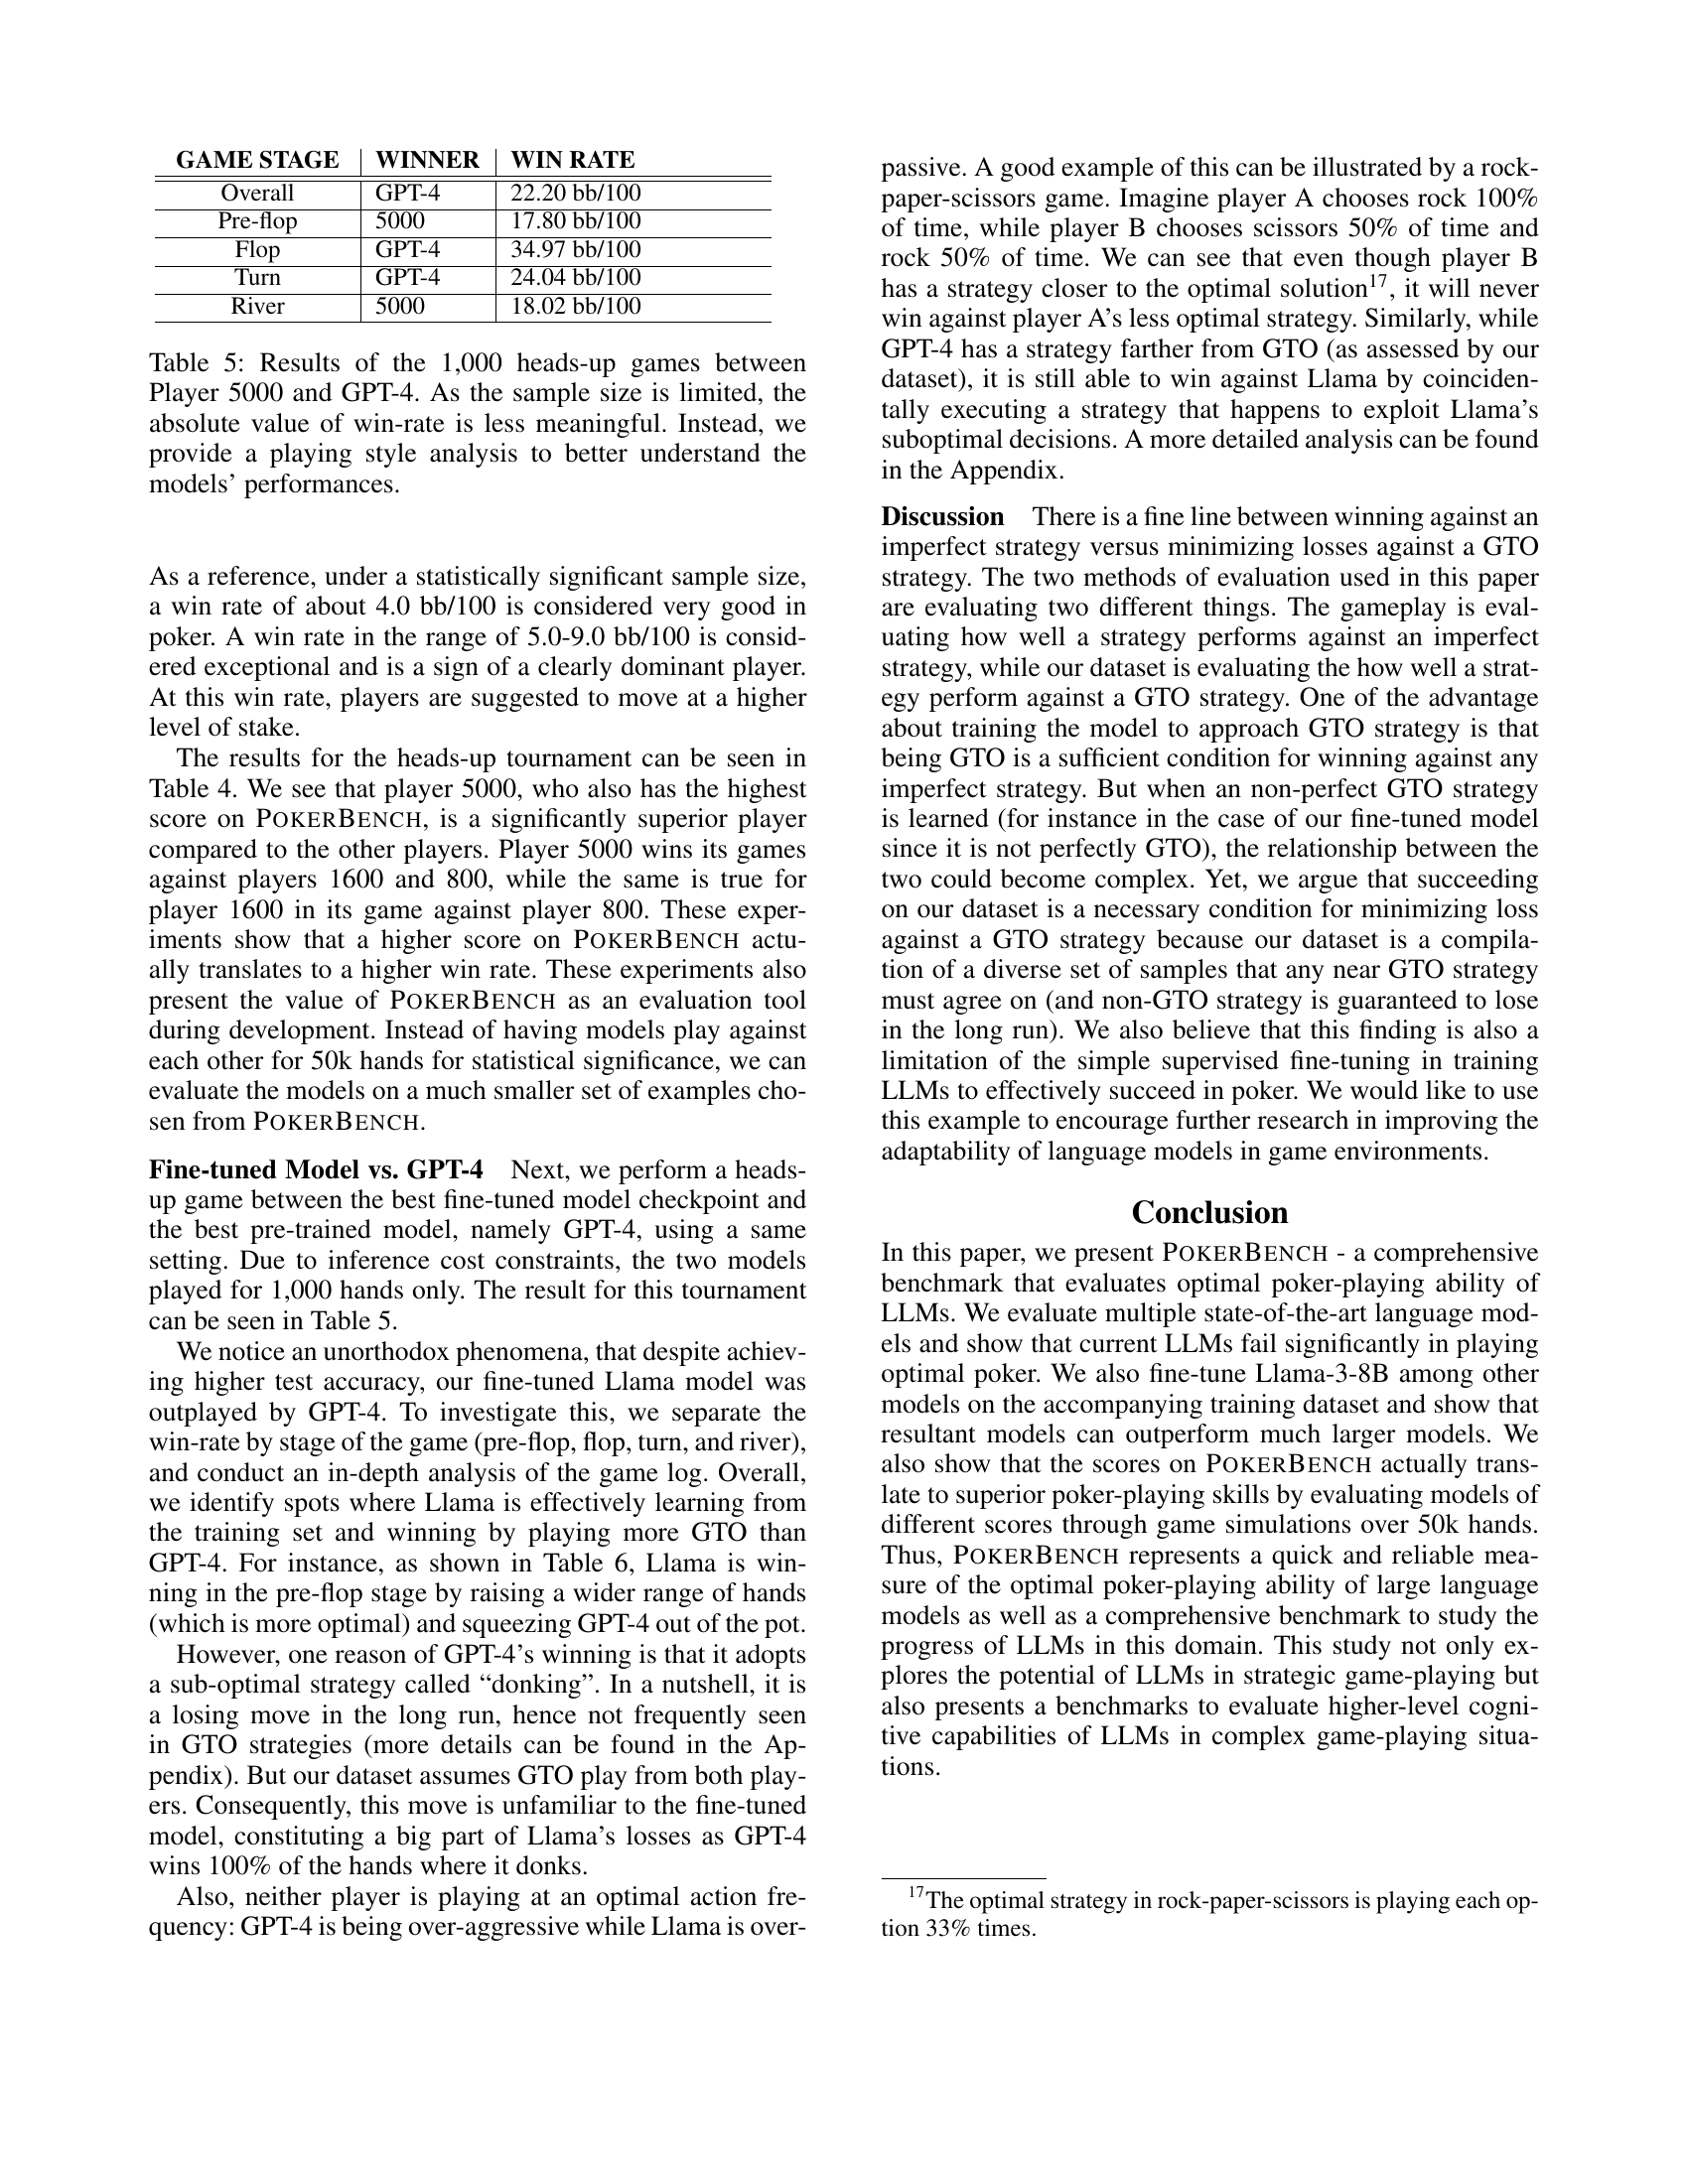 GAME STAGE WINNER WIN RATE
Overall GPT-4 22.20 bb/100
Pre-flop 5000 17.80 bb/100
Flop GPT-4 34.97 bb/100
Turn GPT-4 24.04 bb/100
River 5000 18.02 bb/100
Table 5: Results of the 1,000 heads-up games between
Player 5000 and GPT-4. As the sample size is limited, the
absolute value of win-rate is less meaningful. Instead, we
provide a playing style analysis to better understand the
models' performances.
As a reference, under a statistically significant sample size,
a win rate of about 4.0 bb/100 is considered very good in
poker. A win rate in the range of 5.0-9.0 bb/100 is consid-
ered exceptional and is a sign of a clearly dominant player.
At this win rate, players are suggested to move at a higher
level of stake.
The results for the heads-up tournament can be seen in
Table 4. We see that player 5000, who also has the highest
score on POKERBENCH, is a significantly superior player
compared to the other players. Player 5000 wins its games
against players 1600 and 800, while the same is true for
player 1600 in its game against player 800. These exper-
iments show that a higher score on POKERBENCH actu-
ally translates to a higher win rate. These experiments also
present the value of POKERBENCH as an evaluation tool
during development. Instead of having models play against
each other for 50k hands for statistical significance, we can
evaluate the models on a much smaller set of examples cho-
sen from POKERBENCH.
Fine-tuned Model vs. GPT-4 Next, we perform a heads-
up game between the best fine-tuned model checkpoint and
the best pre-trained model, namely GPT-4, using a same
setting. Due to inference cost constraints, the two models
played for 1,000 hands only. The result for this tournament
can be seen in Table 5.
We notice an unorthodox phenomena, that despite achiev-
ing higher test accuracy, our fine-tuned Llama model was
outplayed by GPT-4. To investigate this, we separate the
win-rate by stage of the game (pre-flop, flop, turn, and river),
and conduct an in-depth analysis of the game log. Overall,
we identify spots where Llama is effectively learning from
the training set and winning by playing more GTO than
GPT-4. For instance, as shown in Table 6, Llama is win-
ning in the pre-flop stage by raising a wider range of hands
(which is more optimal) and squeezing GPT-4 out of the pot.
However, one reason of GPT-4's winning is that it adopts
a sub-optimal strategy called “donking”. In a nutshell, it is
a losing move in the long run, hence not frequently seen
in GTO strategies (more details can be found in the Ap-
pendix). But our dataset assumes GTO play from both play-
ers. Consequently, this move is unfamiliar to the fine-tuned
model, constituting a big part of Llama's losses as GPT-4
wins 100% of the hands where it donks.
Also, neither player is playing at an optimal action fre-
quency: GPT-4 is being over-aggressive while Llama is over-
passive. A good example of this can be illustrated by a rock-
paper-scissors game. Imagine player A chooses rock 100%
of time, while player B chooses scissors 50% of time and
rock 50% of time. We can see that even though player B
has a strategy closer to the optimal solution17, it will never
win against player A's less optimal strategy. Similarly, while
GPT-4 has a strategy farther from GTO (as assessed by our
dataset), it is still able to win against Llama by coinciden-
tally executing a strategy that happens to exploit Llama's
suboptimal decisions. A more detailed analysis can be found
in the Appendix.
Discussion There is a fine line between winning against an
imperfect strategy versus minimizing losses against a GTO
strategy. The two methods of evaluation used in this paper
are evaluating two different things. The gameplay is eval-
uating how well a strategy performs against an imperfect
strategy, while our dataset is evaluating the how well a strat-
egy perform against a GTO strategy. One of the advantage
about training the model to approach GTO strategy is that
being GTO is a sufficient condition for winning against any
imperfect strategy. But when an non-perfect GTO strategy
is learned (for instance in the case of our fine-tuned model
since it is not perfectly GTO), the relationship between the
two could become complex. Yet, we argue that succeeding
on our dataset is a necessary condition for minimizing loss
against a GTO strategy because our dataset is a compila-
tion of a diverse set of samples that any near GTO strategy
must agree on (and non-GTO strategy is guaranteed to lose
in the long run). We also believe that this finding is also a
limitation of the simple supervised fine-tuning in training
LLMs to effectively succeed in poker. We would like to use
this example to encourage further research in improving the
adaptability of language models in game environments.
Conclusion
In this paper, we present POKERBENCH - a comprehensive
benchmark that evaluates optimal poker-playing ability of
LLMs. We evaluate multiple state-of-the-art language mod-
els and show that current LLMs fail significantly in playing
optimal poker. We also fine-tune Llama-3-8B among other
models on the accompanying training dataset and show that
resultant models can outperform much larger models. We
also show that the scores on POKERBENCH actually trans-
late to superior poker-playing skills by evaluating models of
different scores through game simulations over 50k hands.
Thus, POKERBENCH represents a quick and reliable mea-
sure of the optimal poker-playing ability of large language
models as well as a comprehensive benchmark to study the
progress of LLMs in this domain. This study not only ex-
plores the potential of LLMs in strategic game-playing but
also presents a benchmarks to evaluate higher-level cogni-
tive capabilities of LLMs in complex game-playing situa-
tions.
17The optimal strategy in rock-paper-scissors is playing each op-
tion 33% times.